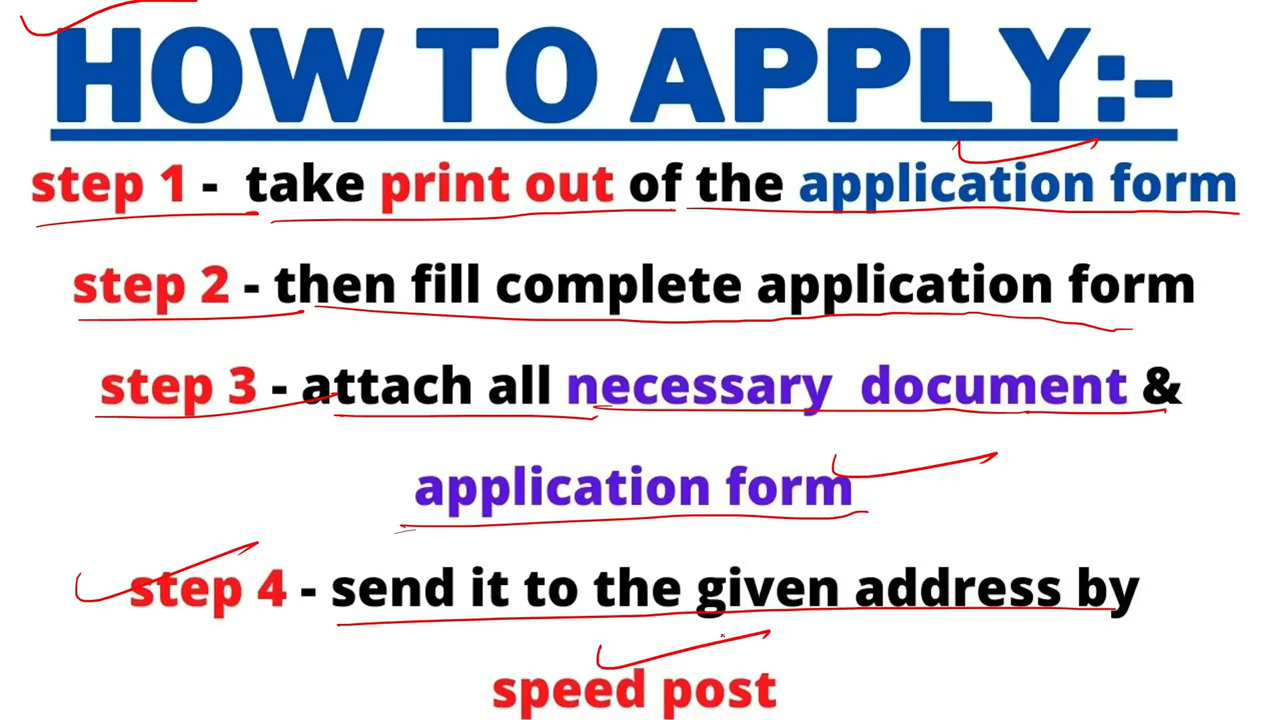 HOW TO APPLY:-
step 1 - take print out of the application form
step 2 - then fill complete application form
step 3 - attach all necessary document &
application form
step 4 - send it to the given address by
speed post